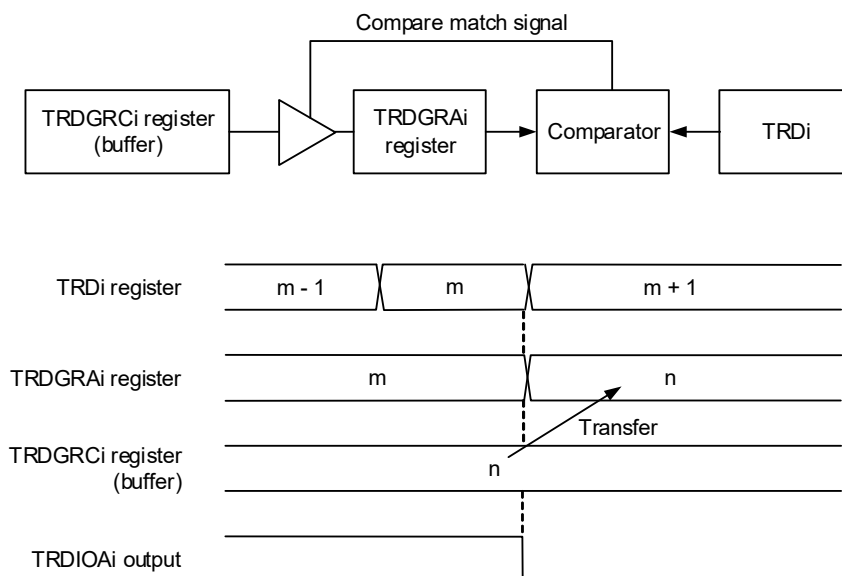 Compare match signal
TRDGRCi register
(buffer)
TRDGRAi
register
Comparator
TRDi
TRDi register
m - 1
m
m + 1
TRDGRAi register
m
n
Transfer
TRDGRCi register
(buffer)
n
TRDIOAi output